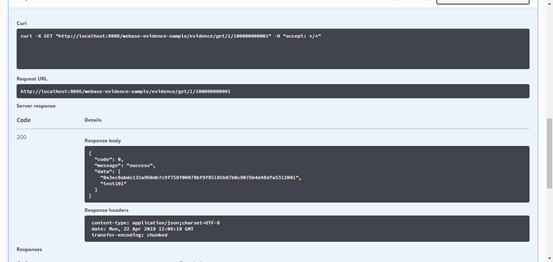 Curl
curl -X GET "http://localhost:8086/webase-evidence-sample/evidence/get/1/100000000001" -H "accept: */*"
Request URL
http://localhost:8086/webase-evidence-sample/evidence/get/1/100000000001
Server response
Code Details
200
Response body
{
"code": 0,
"message": "success",
"data": [
"test101"
]
}
Response headers
content-type: application/json;charset=UTF-8
date: Mon, 22 Apr 2019 12:09:18 GMT
transfer-encoding: chunked
Responses